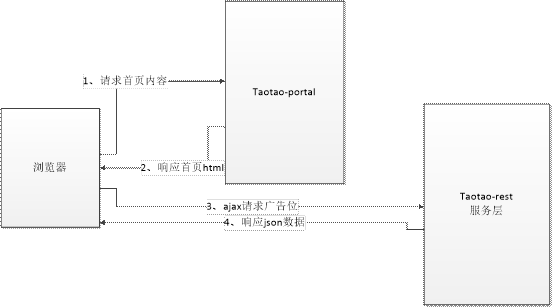 1、请求首页内容
Taotao-portal
浏览器
2、响应首页html
3、ajax请求广告位
4、响应json数据
Taotao-rest
服务层